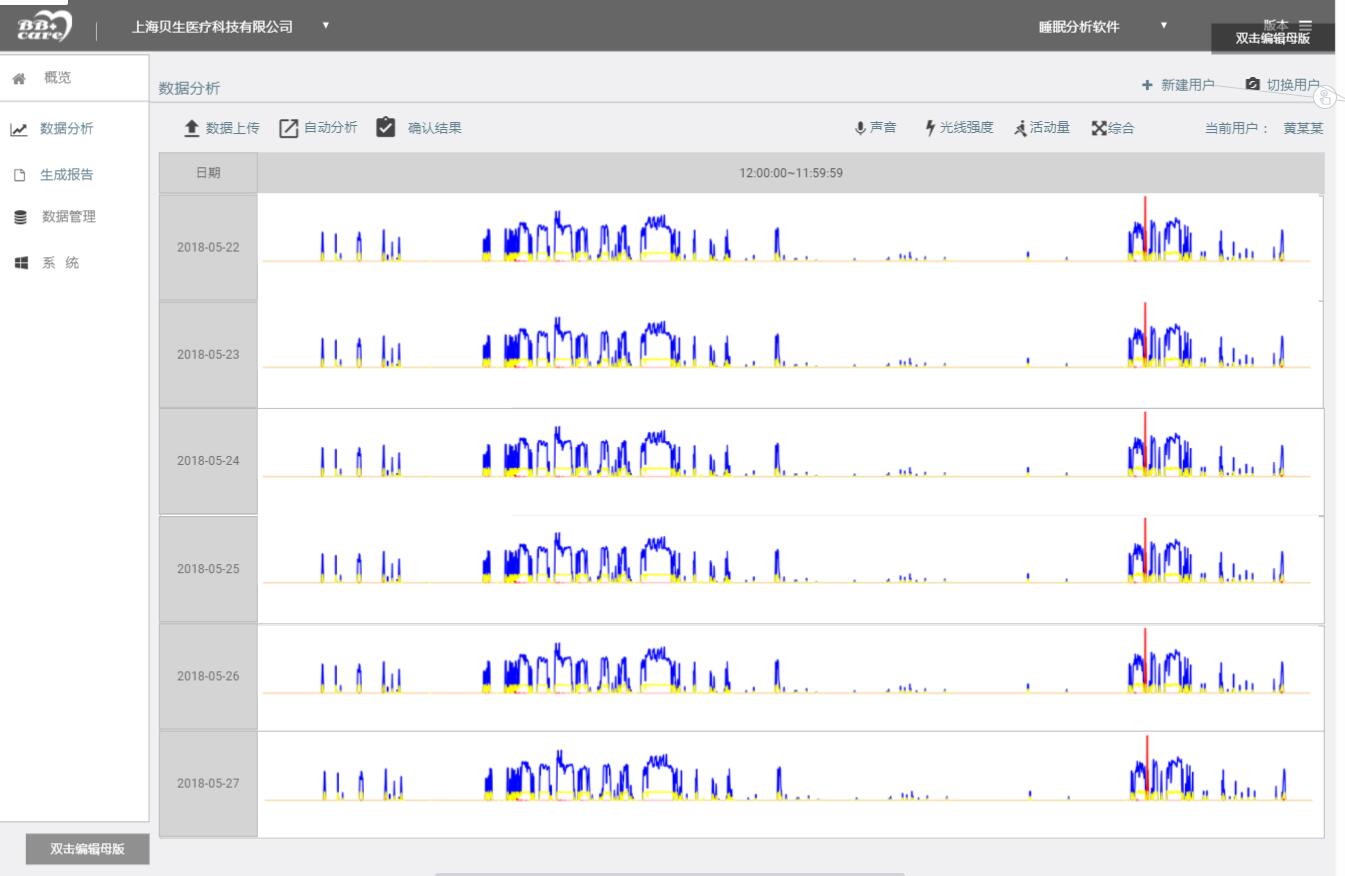 BB+
care
上海贝生医疗科技有限公司
睡眠分析软件
版本
双击编辑母版
概览
数据分析
新建用户
切换用户
数据分析
数据上传
自动分析
确认结果
声音
光线强度
活动量
综合
当前用户： 黄某某
生成报告
日期
12:00:00~11:59:59
数据管理
2018-05-22
系 统
2018-05-23
2018-05-24
2018-05-25
2018-05-26
2018-05-27
双击编辑母版